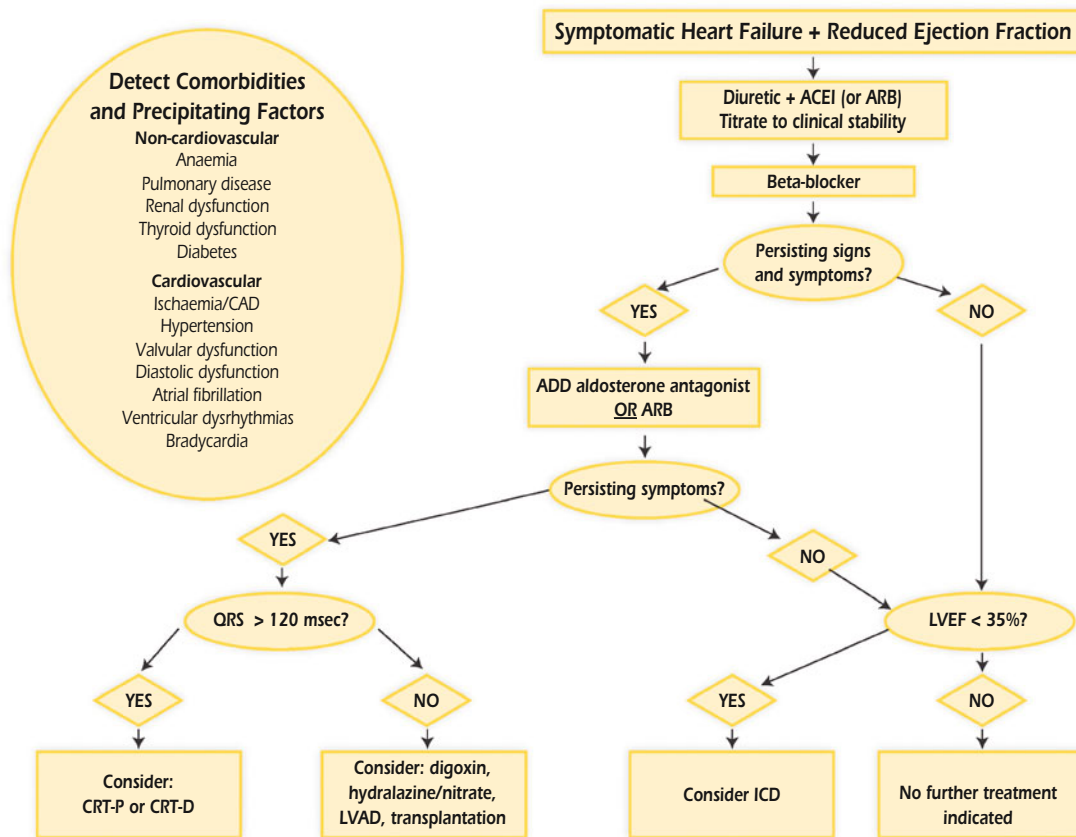 Symptomatic Heart Failure + Reduced Ejection Fraction
Detect Comorbidities
and Precipitating Factors
Non-cardiovascular
Anaemia
Pulmonary disease
Renal dysfunction
Thyroid dysfunction
Diabetes
Cardiovascular
Ischaemia/CAD
Hypertension
Valvular dysfunction
Diastolic dysfunction
Atrial fibrillation
Ventricular dysrhythmias
Bradycardia
Diuretic + ACEI (or ARB)
Titrate to clinical stability
Beta-blocker
Persisting signs
and symptoms?
YES
NO
ADD aldosterone antagonist
OR ARB
Persisting symptoms?
YES
NO
QRS > 120 msec?
LVEF < 35%?
YES
NO
YES
NO
Consider:
CRT-P or CRT-D
Consider: digoxin,
hydralazine/nitrate,
LVAD, transplantation
Consider ICD
No further treatment
indicated